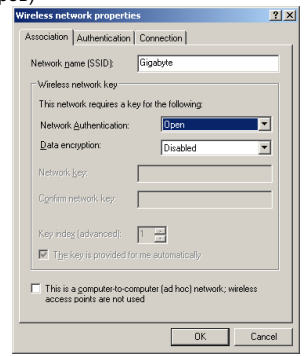 Wireless network properties
Association Authentication Connection
Network name (SSID): Gigabyte
Wireless network key
This network requires a key for the following:
Network Authentication: Open
Data encryption: Disabled
Network key:
Confirm network key:
Key index (advanced): 1
The key is provided for me automatically
This is a computer-to-computer (ad hoc) network; wireless
access points are not used
OK Cancel